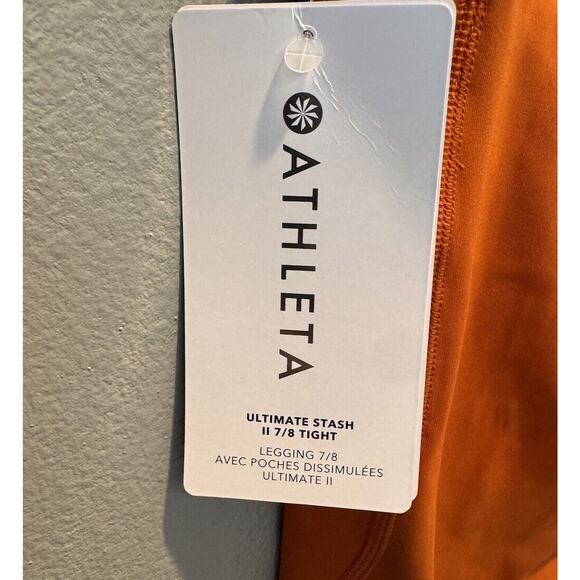 ATHLETA
ULTIMATE STASH
II 7/8 TIGHT
LEGGING 7/8
AVEC POCHES DISSIMULÉES
ULTIMATE II